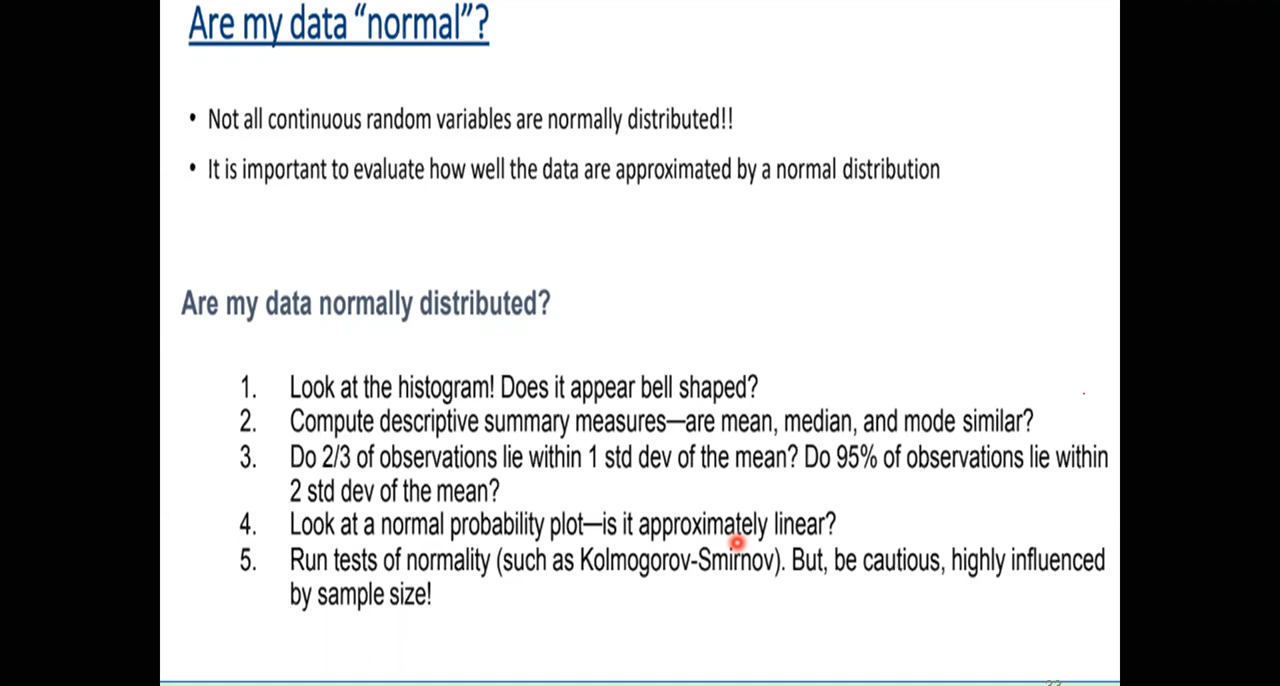 Are my data “normal”?
• Not all continuous random variables are normally distributed!!
• It is important to evaluate how well the data are approximated by a normal distribution
Are my data normally distributed?
1. Look at the histogram! Does it appear bell shaped?
2. Compute descriptive summary measures—are mean, median, and mode similar?
3. Do 2/3 of observations lie within 1 std dev of the mean? Do 95% of observations lie within
2 std dev of the mean?
4. Look at a normal probability plot—is it approximately linear?
5. Run tests of normality (such as Kolmogorov-Smirnov). But, be cautious, highly influenced
by sample size!